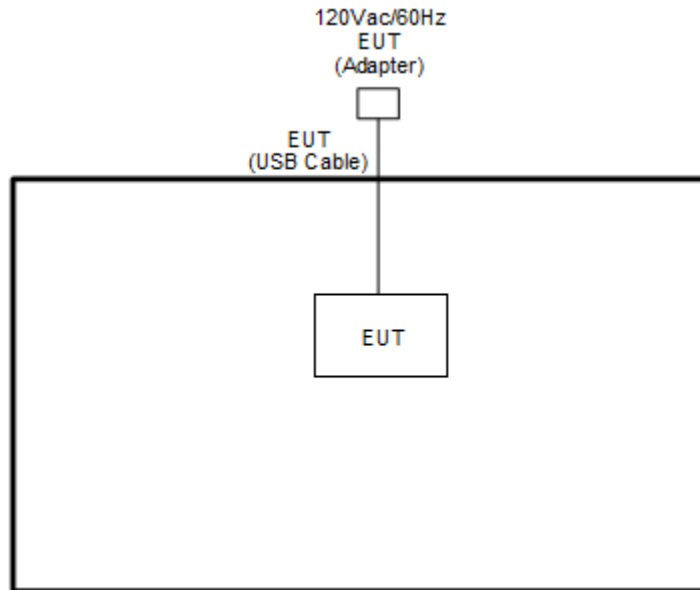 120Vac/60Hz
EUT
(Adapter)
EUT
(USB Cable)
EUT